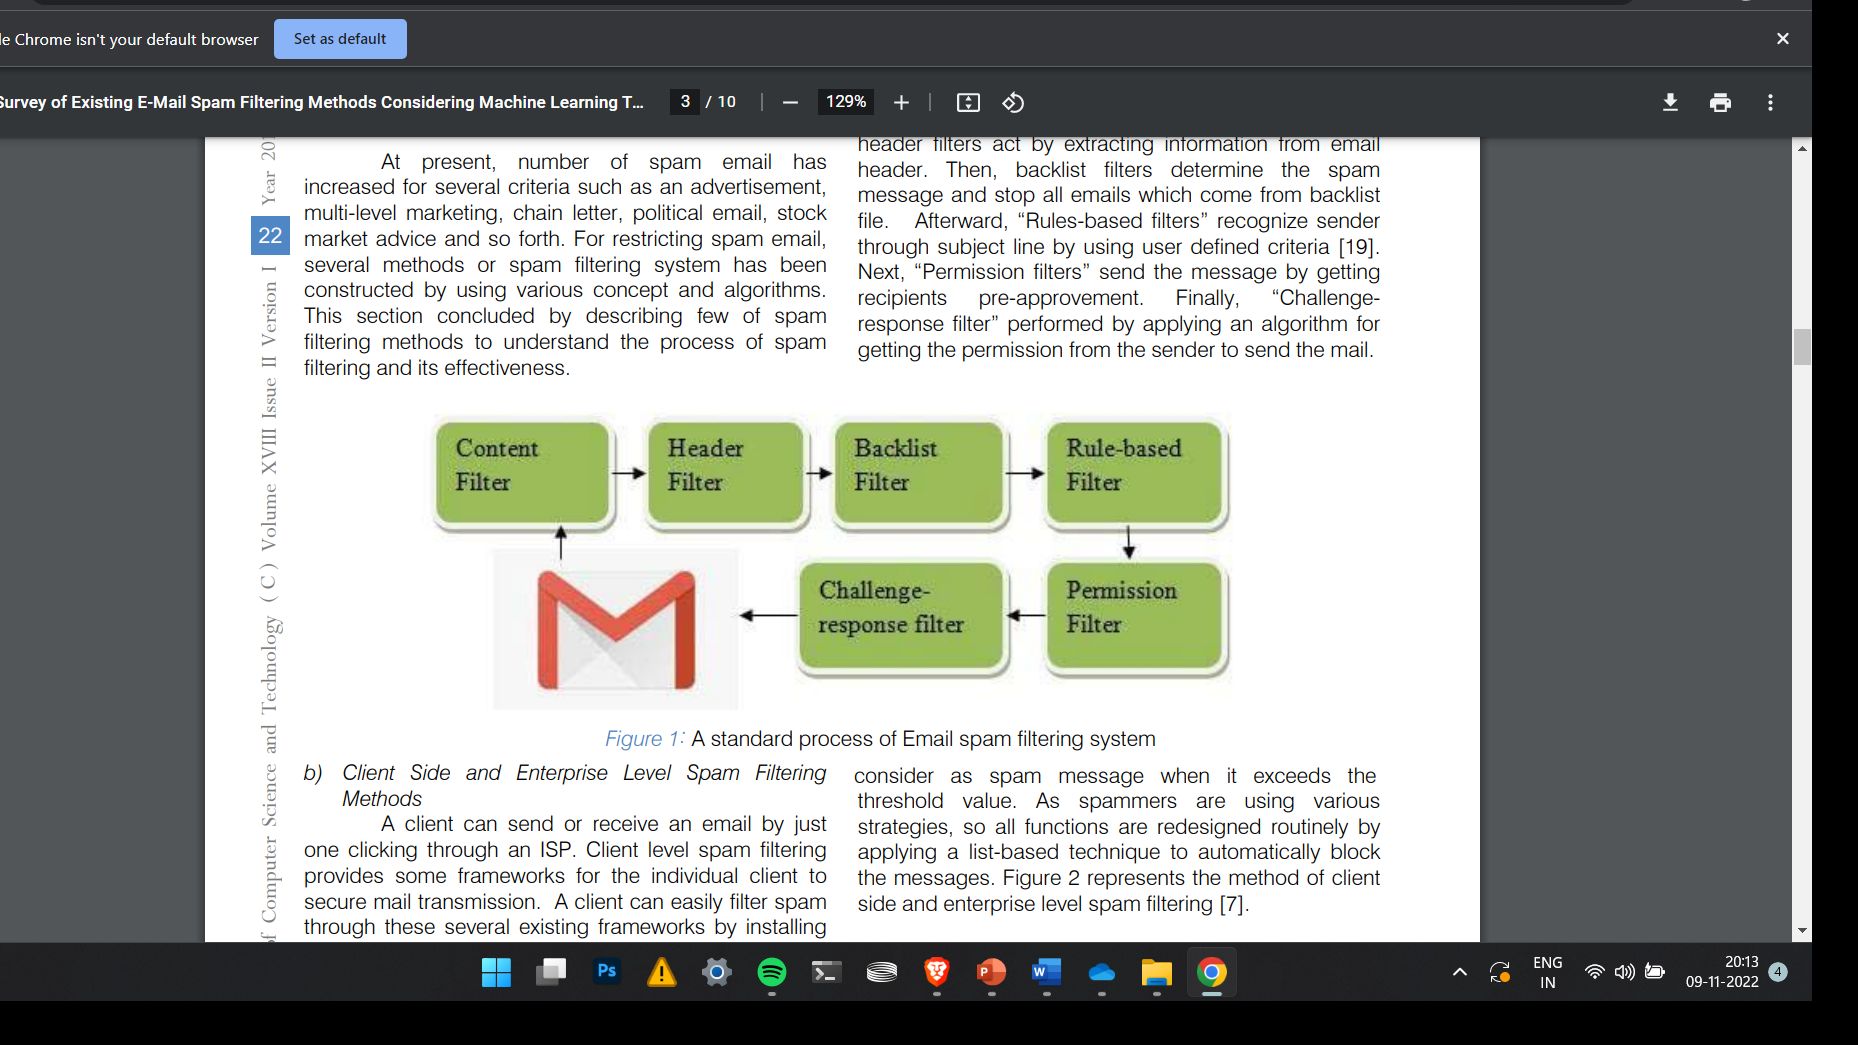 le Chrome isn't your default browser
Set as default
Survey of Existing E-Mail Spam Filtering Methods Considering Machine Learning T...
3 / 10
129%
Year 201
22
Computer Science and Technology ( C ) Volume XVIII Issue II Version I
At present, number of spam email has
increased for several criteria such as an advertisement,
multi-level marketing, chain letter, political email, stock
market advice and so forth. For restricting spam email,
several methods or spam filtering system has been
constructed by using various concept and algorithms.
This section concluded by describing few of spam
filtering methods to understand the process of spam
filtering and its effectiveness.
header filters act by extracting information from email
header. Then, backlist filters determine the spam
message and stop all emails which come from backlist
file. Afterward, “Rules-based filters” recognize sender
through subject line by using user defined criteria [19].
Next, “Permission filters” send the message by getting
recipients pre-approvement. Finally, “Challenge-
response filter” performed by applying an algorithm for
getting the permission from the sender to send the mail.
Content
Filter
Header
Filter
Backlist
Filter
Rule-based
Filter
Challenge-
response filter
Permission
Filter
Figure 1: A standard process of Email spam filtering system
b) Client Side and Enterprise Level Spam Filtering
Methods
A client can send or receive an email by just
one clicking through an ISP. Client level spam filtering
provides some frameworks for the individual client to
secure mail transmission. A client can easily filter spam
through these several existing frameworks by installing
consider as spam message when it exceeds the
threshold value. As spammers are using various
strategies, so all functions are redesigned routinely by
applying a list-based technique to automatically block
the messages. Figure 2 represents the method of client
side and enterprise level spam filtering [7].
Ps
P
W
ENG
IN
20:13
09-11-2022
4